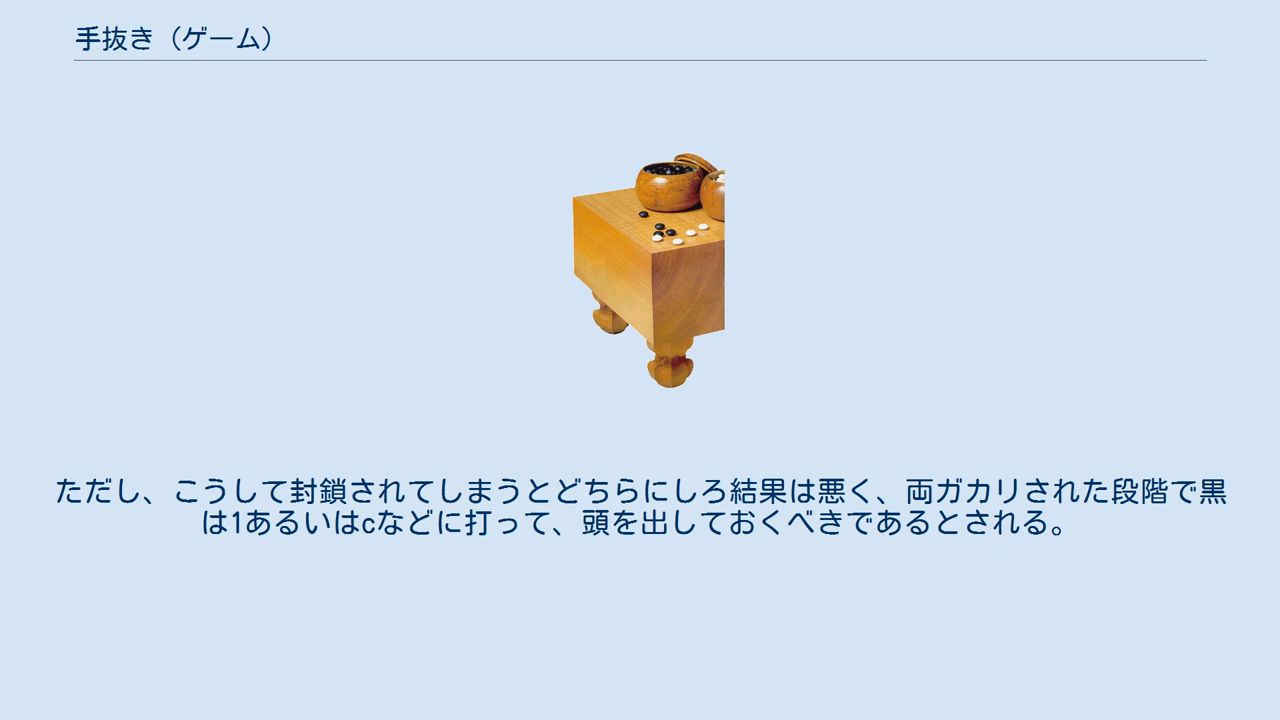 手抜き（ゲーム）
ただし、こうして封鎖されてしまうとどちらにしろ結果は悪く、両ガカリされた段階で黒
は1あるいはcなどに打って、頭を出しておくべきであるとされる。